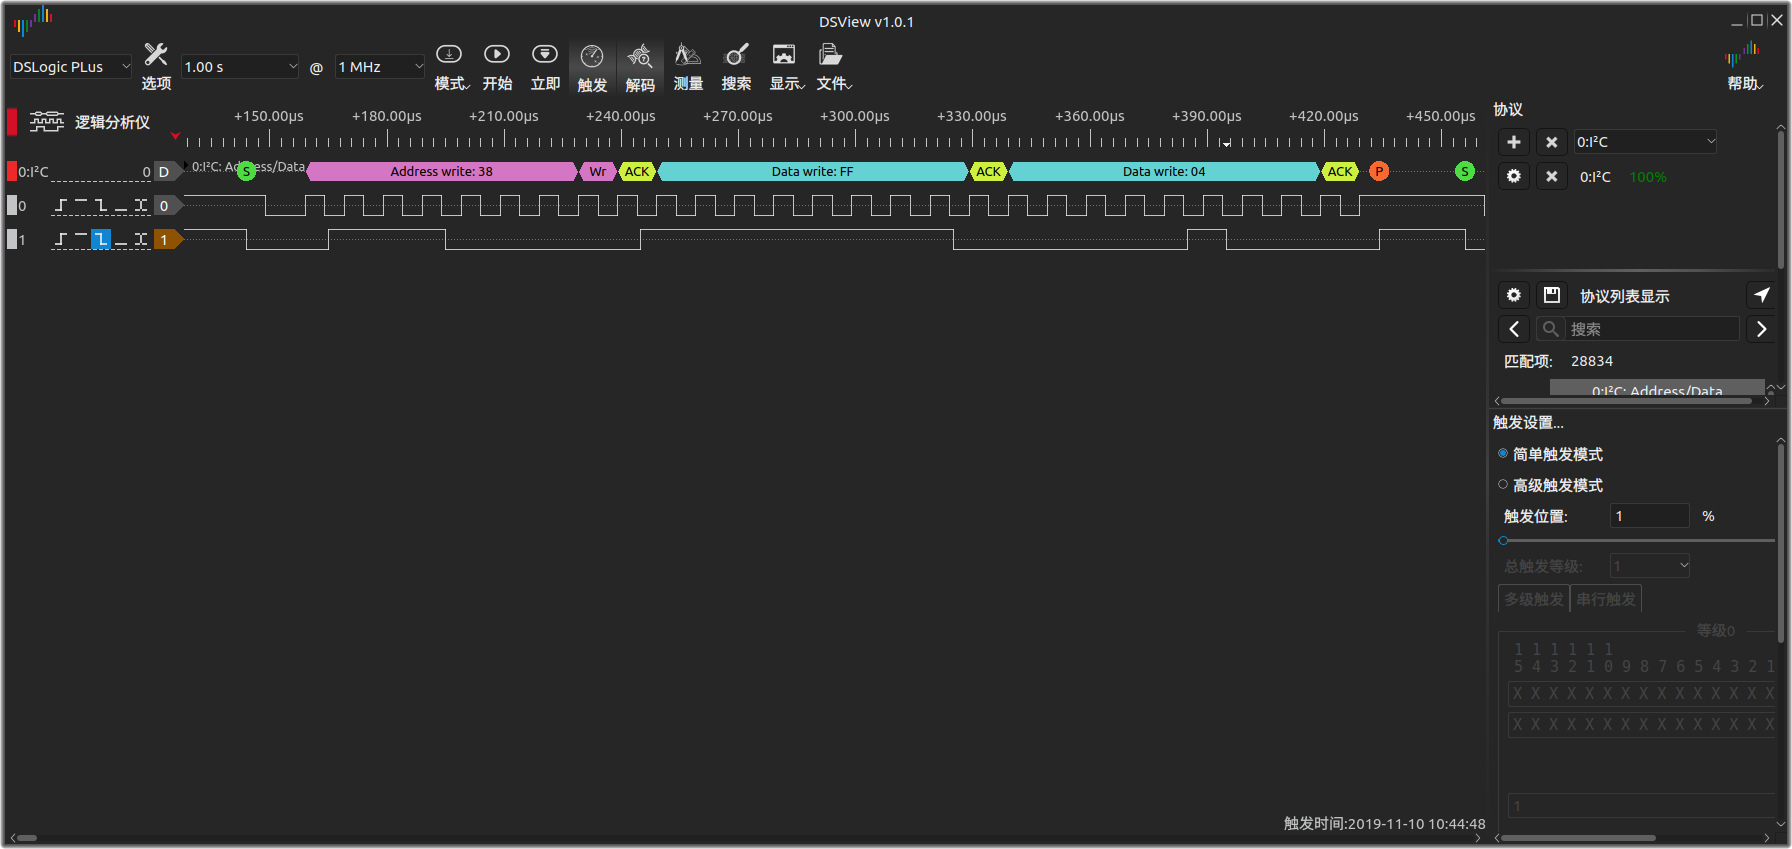 DSView v1.0.1
DSLogic PLus
选项
1.00 s
@
1 MHz
模式
开始
立即
触发
解码
测量
搜索
显示
文件
帮助
逻辑分析仪
+150.00μs +180.00μs +210.00μs +240.00μs +270.00μs +300.00μs +330.00μs +360.00μs +390.00μs +420.00μs +450.00μs
0:I²C 0 D 0:I²C: Address/Data S Address write: 38 Wr ACK Data write: FF ACK Data write: 04 ACK P S
0 0
1 1
触发时间:2019-11-10 10:44:48
协议
0:I²C
0:I²C 100%
协议列表显示
搜索
匹配项: 28834
0:I²C: Address/Data
触发设置...
简单触发模式
高级触发模式
触发位置: 1 %
总触发等级: 1
多级触发 串行触发
等级0
1 1 1 1 1 1
5 4 3 2 1 0 9 8 7 6 5 4 3 2 1
X X X X X X X X X X X X X X X
X X X X X X X X X X X X X X X
1